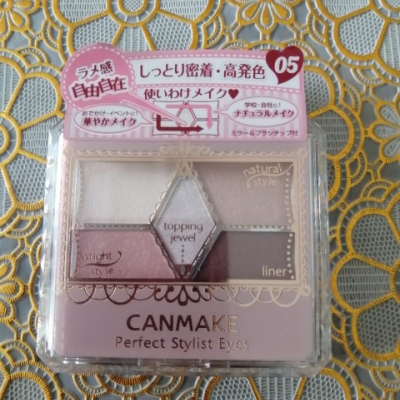 ラメ感
自由自在
しっとり密着・高発色
05
使いわけメイク♥
おでかけ・イベントに!
華やかメイク
学校・会社に!
ナチュラルメイク
ミラー&ブラシチップ付
natural
style
topping
jewel
bright
style
liner
CANMAKE
Perfect Stylist Eyes